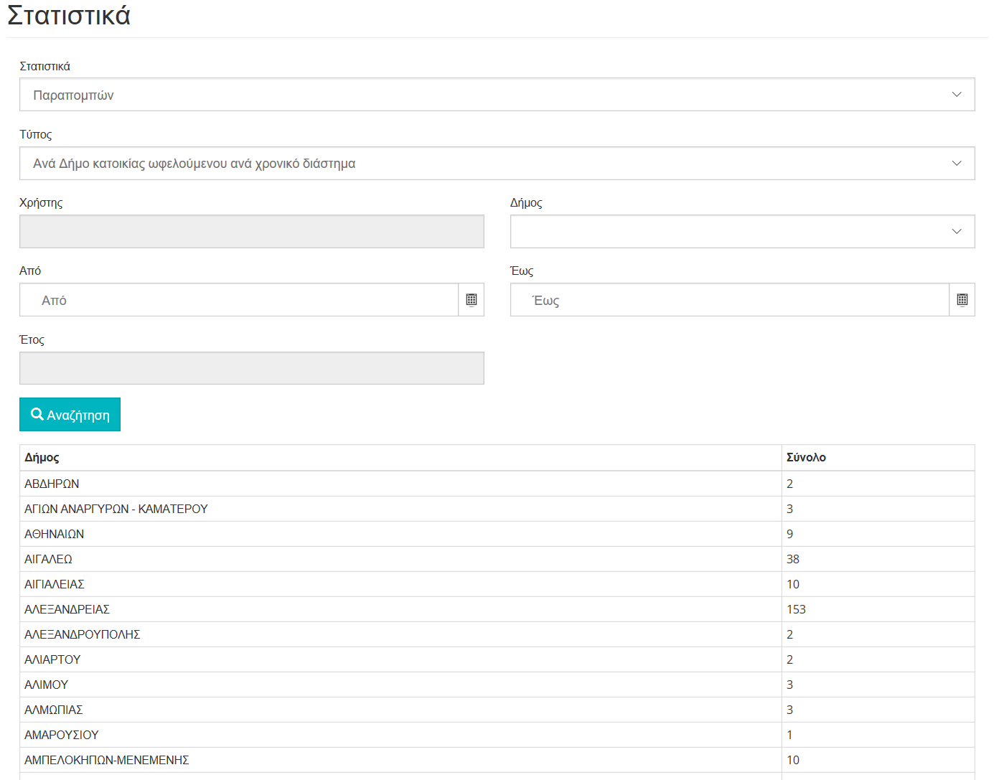 Στατιστικά
Στατιστικά
Παραπομπών
Τύπος
Ανά Δήμο κατοικίας ωφελούμενου ανά χρονικό διάστημα
Χρήστης Δήμος
Από Έως
Από Έως
Έτος
Αναζήτηση
Δήμος Σύνολο
ΑΒΔΗΡΩΝ 2
ΑΓΙΩΝ ΑΝΑΡΓΥΡΩΝ - ΚΑΜΑΤΕΡΟΥ 3
ΑΘΗΝΑΙΩΝ 9
ΑΙΓΑΛΕΩ 38
ΑΙΓΙΑΛΕΙΑΣ 10
ΑΛΕΞΑΝΔΡΕΙΑΣ 153
ΑΛΕΞΑΝΔΡΟΥΠΟΛΗΣ 2
ΑΛΙΑΡΤΟΥ 2
ΑΛΙΜΟΥ 3
ΑΛΜΩΠΙΑΣ 3
ΑΜΑΡΟΥΣΙΟΥ 1
ΑΜΠΕΛΟΚΗΠΩΝ-ΜΕΝΕΜΕΝΗΣ 10